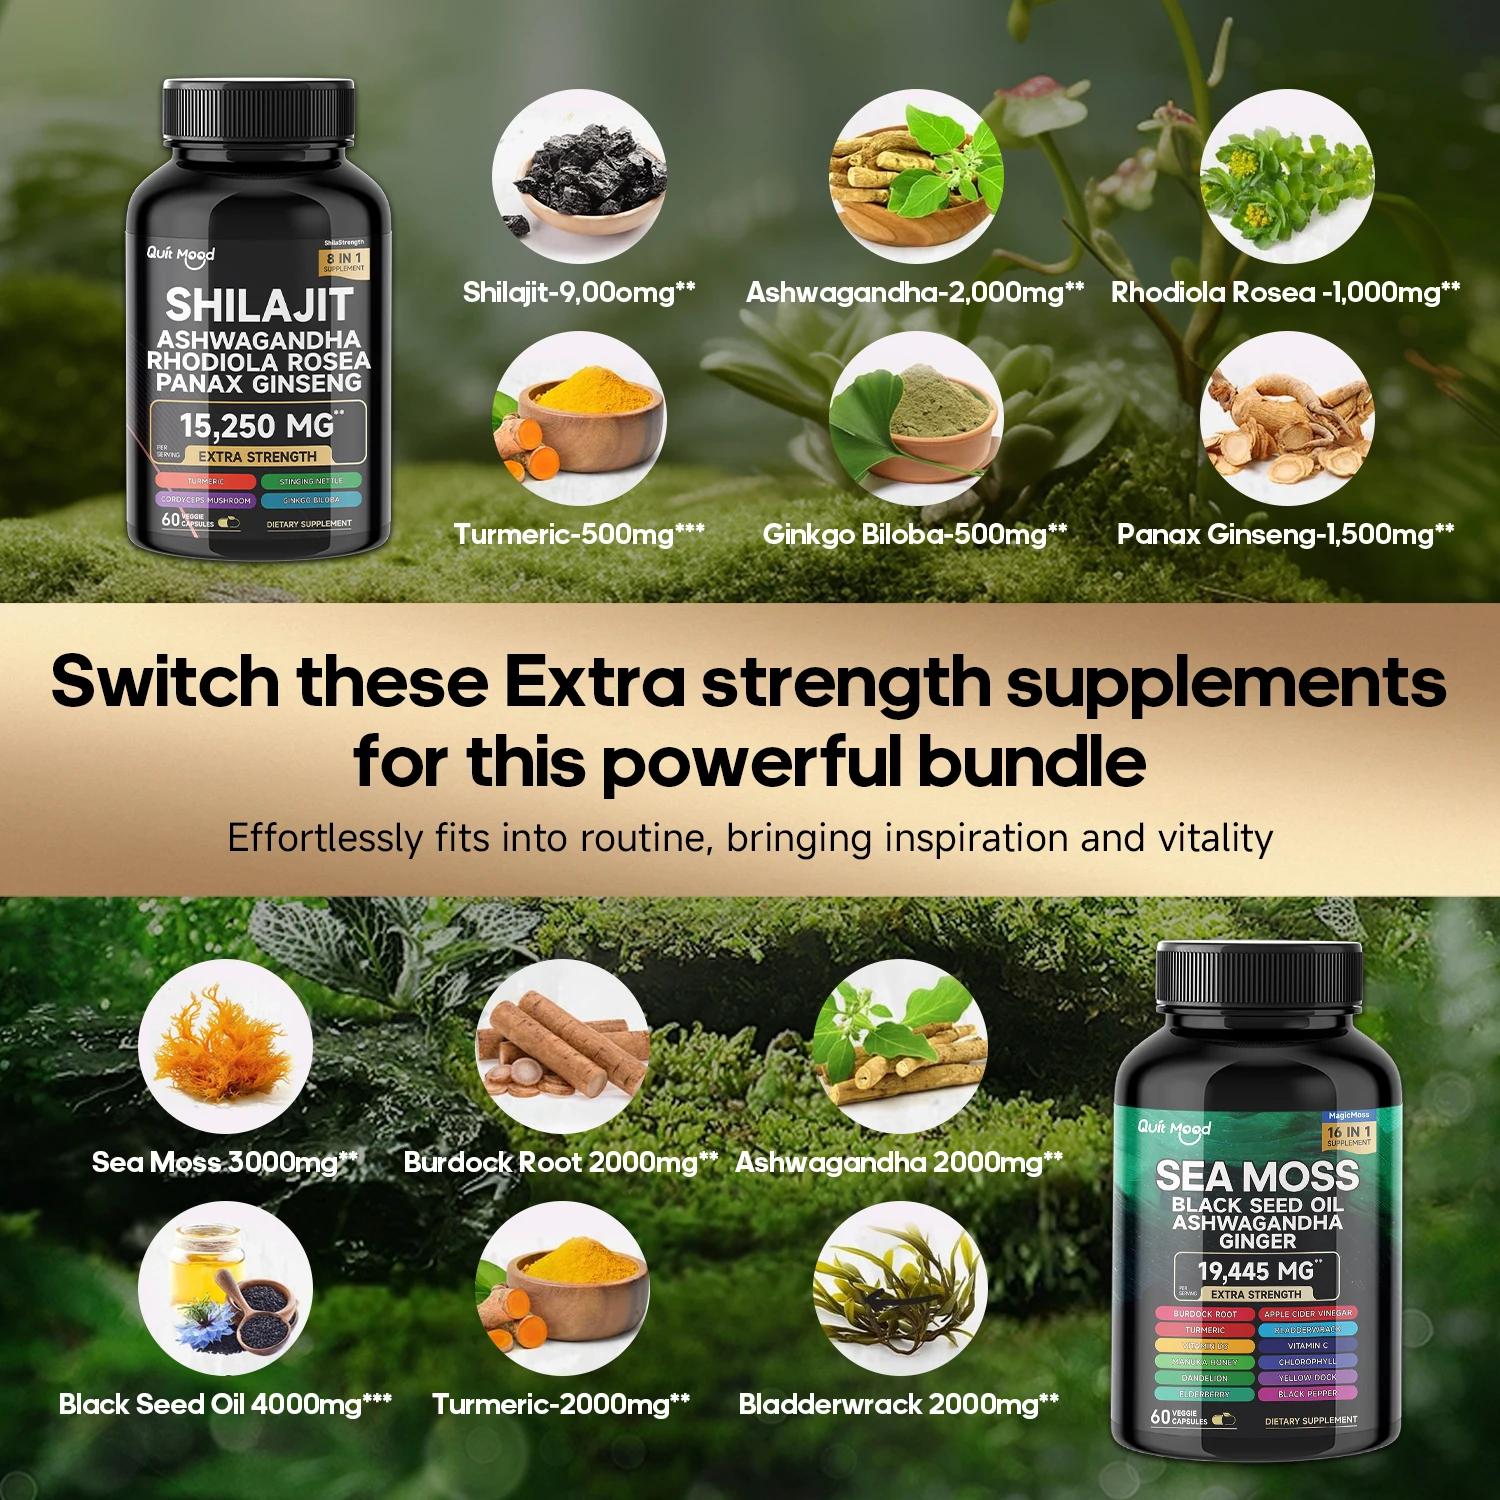 Quit Mood
ShilaStrength
8 IN 1
SUPPLEMENT
SHILAJIT
ASHWAGANDHA
RHODIOLA ROSEA
PANAX GINSENG
15,250 MG**
PER
SERVING
EXTRA STRENGTH
TURMERIC
STINGING NETTLE
CORDYCEPS MUSHROOM
GINKGO BILOBA
60 VEGGIE
CAPSULES
DIETARY SUPPLEMENT
Shilajit-9,00omg**
Ashwagandha-2,000mg**
Rhodiola Rosea -1,000mg**
Turmeric-500mg***
Ginkgo Biloba-500mg**
Panax Ginseng-1,500mg**
Switch these Extra strength supplements
for this powerful bundle
Effortlessly fits into routine, bringing inspiration and vitality
Sea Moss 3000mg**
Burdock Root 2000mg**
Ashwagandha 2000mg**
Black Seed Oil 4000mg***
Turmeric-2000mg**
Bladderwrack 2000mg**
Quit Mood
MagicMoss
16 IN 1
SUPPLEMENT
SEA MOSS
BLACK SEED OIL
ASHWAGANDHA
GINGER
19,445 MG**
PER
SERVING
EXTRA STRENGTH
BURDOCK ROOT
APPLE CIDER VINEGAR
TURMERIC
BLADDERWRACK
VITAMIN D3
VITAMIN C
MANUKA HONEY
CHLOROPHYLL
DANDELION
YELLOW DOCK
ELDERBERRY
BLACK PEPPER
60 VEGGIE
CAPSULES
DIETARY SUPPLEMENT